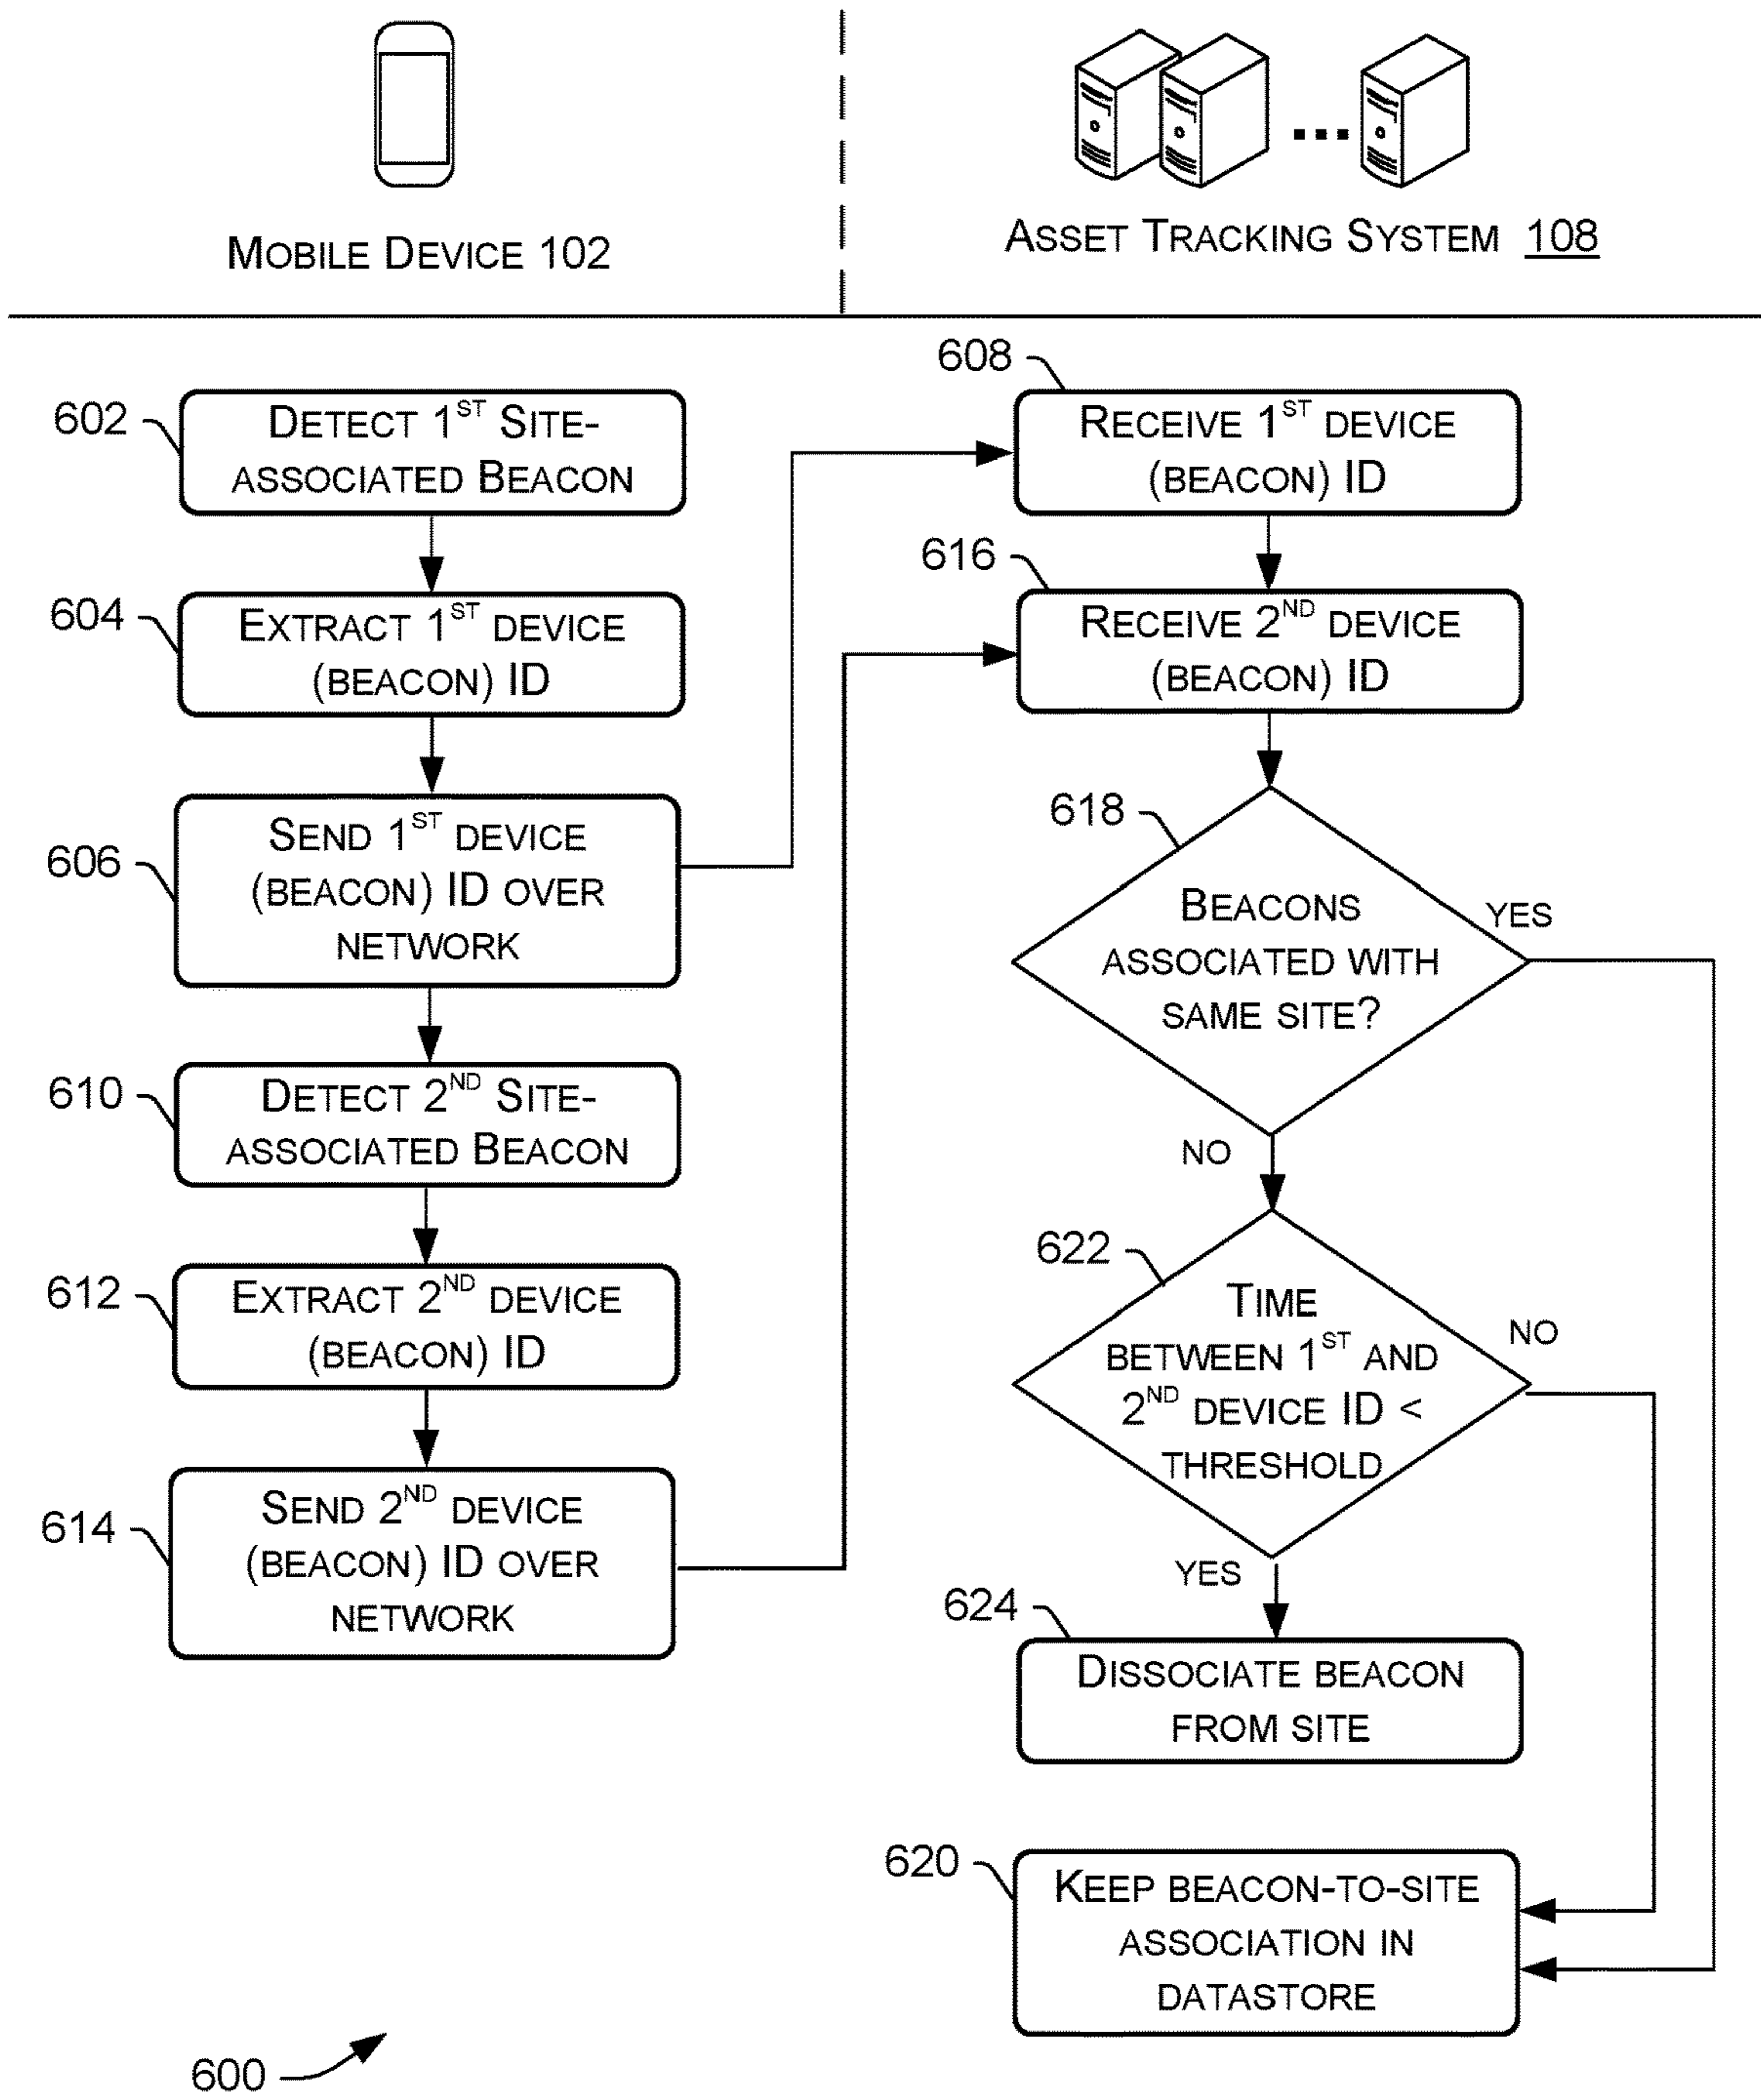 MOBILE DEVICE 102
ASSET TRACKING SYSTEM 108
602
DETECT 1ST SITE-
ASSOCIATED BEACON
604
EXTRACT 1ST DEVICE
(BEACON) ID
606
SEND 1ST DEVICE
(BEACON) ID OVER
NETWORK
610
DETECT 2ND SITE-
ASSOCIATED BEACON
612
EXTRACT 2ND DEVICE
(BEACON) ID
614
SEND 2ND DEVICE
(BEACON) ID OVER
NETWORK
608
RECEIVE 1ST DEVICE
(BEACON) ID
616
RECEIVE 2ND DEVICE
(BEACON) ID
618
BEACONS
ASSOCIATED WITH
SAME SITE?
YES
NO
622
TIME
BETWEEN 1ST AND
2ND DEVICE ID <
THRESHOLD
NO
YES
624
DISSOCIATE BEACON
FROM SITE
620
KEEP BEACON-TO-SITE
ASSOCIATION IN
DATASTORE
600